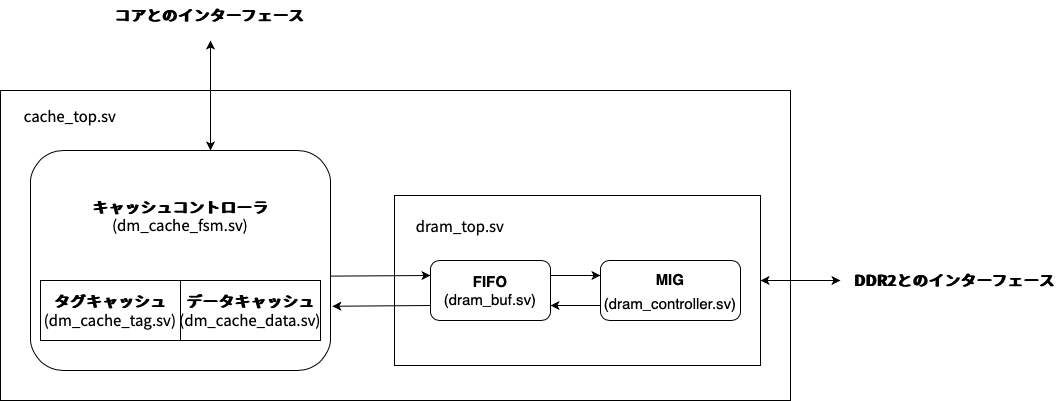 コアとのインターフェース
cache_top.sv
キャッシュコントローラ
(dm_cache_fsm.sv)
タグキャッシュ
(dm_cache_tag.sv)
データキャッシュ
(dm_cache_data.sv)
dram_top.sv
FIFO
(dram_buf.sv)
MIG
(dram_controller.sv)
DDR2とのインターフェース